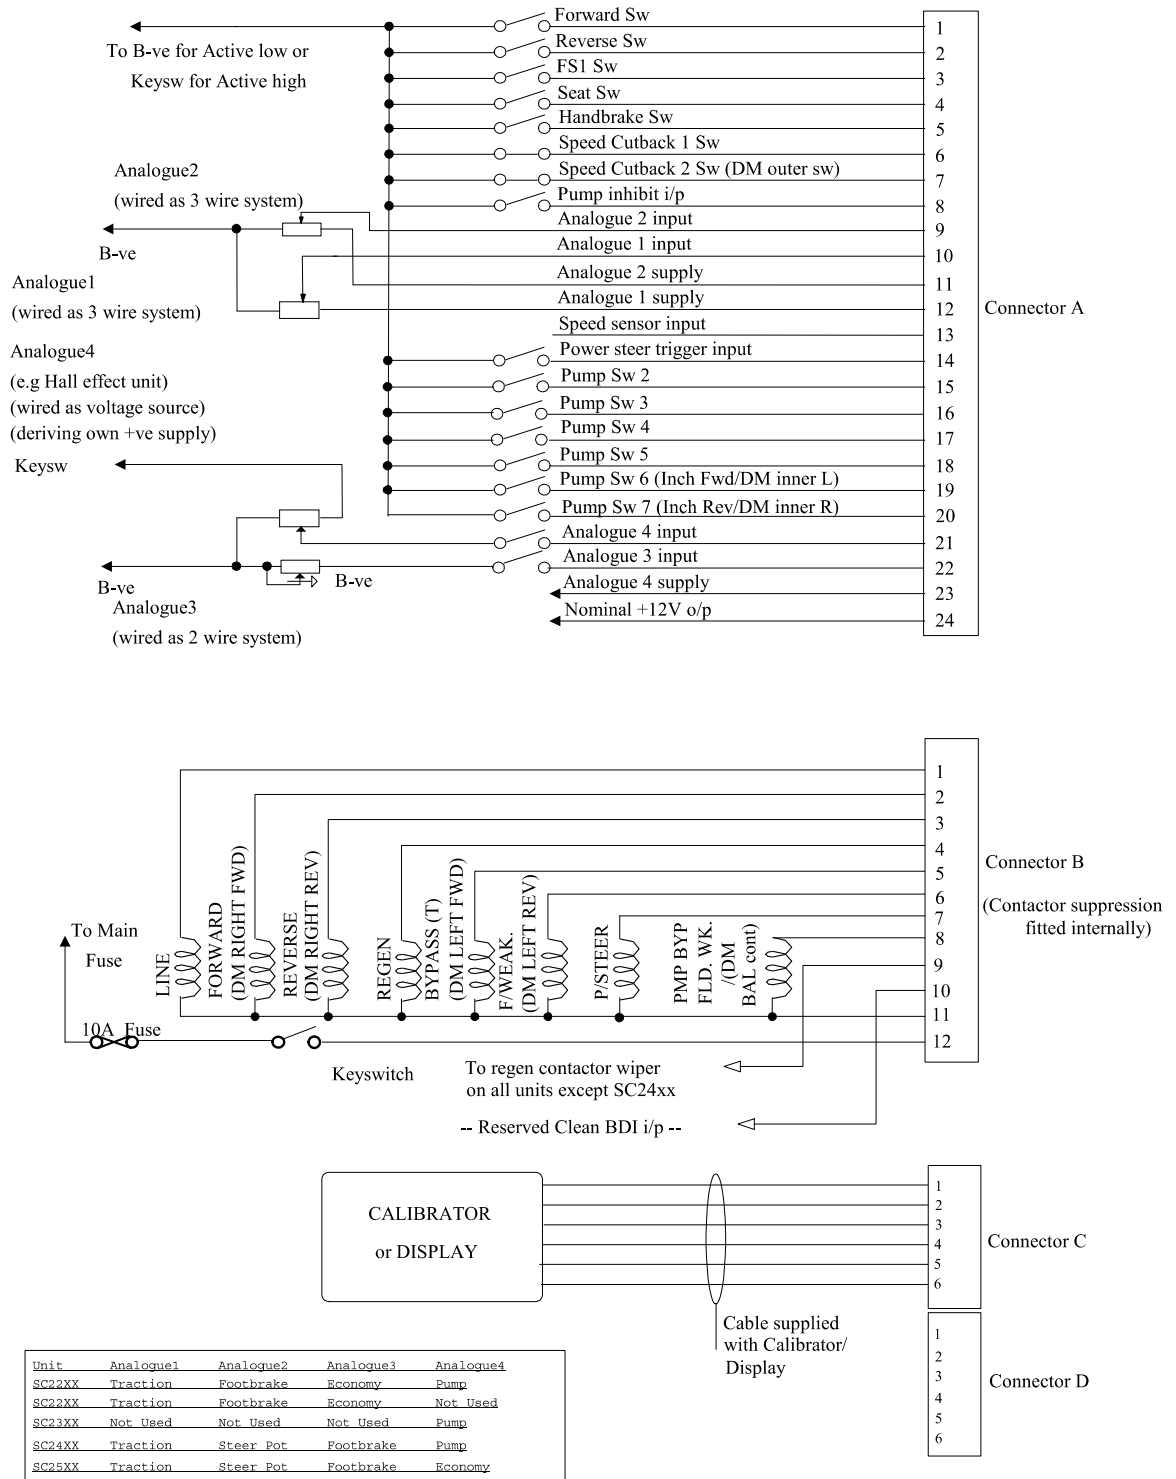 Forward Sw
1
Reverse Sw
2
To B-ve for Active low or
Keysw for Active high
FS1 Sw
3
Seat Sw
4
Handbrake Sw
5
Speed Cutback 1 Sw
6
Speed Cutback 2 Sw (DM outer sw)
7
Pump inhibit i/p
8
Analogue2
(wired as 3 wire system)
Analogue 2 input
9
B-ve
Analogue 1 input
10
Analogue 2 supply
11
Analogue1
(wired as 3 wire system)
Analogue 1 supply
12
Connector A
Speed sensor input
13
Power steer trigger input
14
Analogue4
(e.g Hall effect unit)
(wired as voltage source)
(deriving own +ve supply)
Keysw
Pump Sw 2
15
Pump Sw 3
16
Pump Sw 4
17
Pump Sw 5
18
Pump Sw 6 (Inch Fwd/DM inner L)
19
Pump Sw 7 (Inch Rev/DM inner R)
20
Analogue 4 input
21
Analogue 3 input
22
B-ve
B-ve
Analogue3
(wired as 2 wire system)
Analogue 4 supply
23
Nominal +12V o/p
24
1
2
3
4
5
6
7
8
9
10
11
12
Connector B
(Contactor suppression
fitted internally)
To Main
Fuse
LINE
FORWARD
(DM RIGHT FWD)
REVERSE
(DM RIGHT REV)
REGEN
BYPASS (T)
(DM LEFT FWD)
F/WEAK.
(DM LEFT REV)
P/STEER
PMP BYP
FLD. WK.
/(DM
BAL cont)
10A Fuse
Keyswitch
To regen contactor wiper
on all units except SC24xx
-- Reserved Clean BDI i/p --
CALIBRATOR
or DISPLAY
1
2
3
4
5
6
Connector C
Cable supplied
with Calibrator/
Display
1
2
3
4
5
6
Connector D
Unit Analogue1 Analogue2 Analogue3 Analogue4
SC22XX Traction Footbrake Economy Pump
SC22XX Traction Footbrake Economy Not Used
SC23XX Not Used Not Used Not Used Pump
SC24XX Traction Steer Pot Footbrake Pump
SC25XX Traction Steer Pot Footbrake Economy